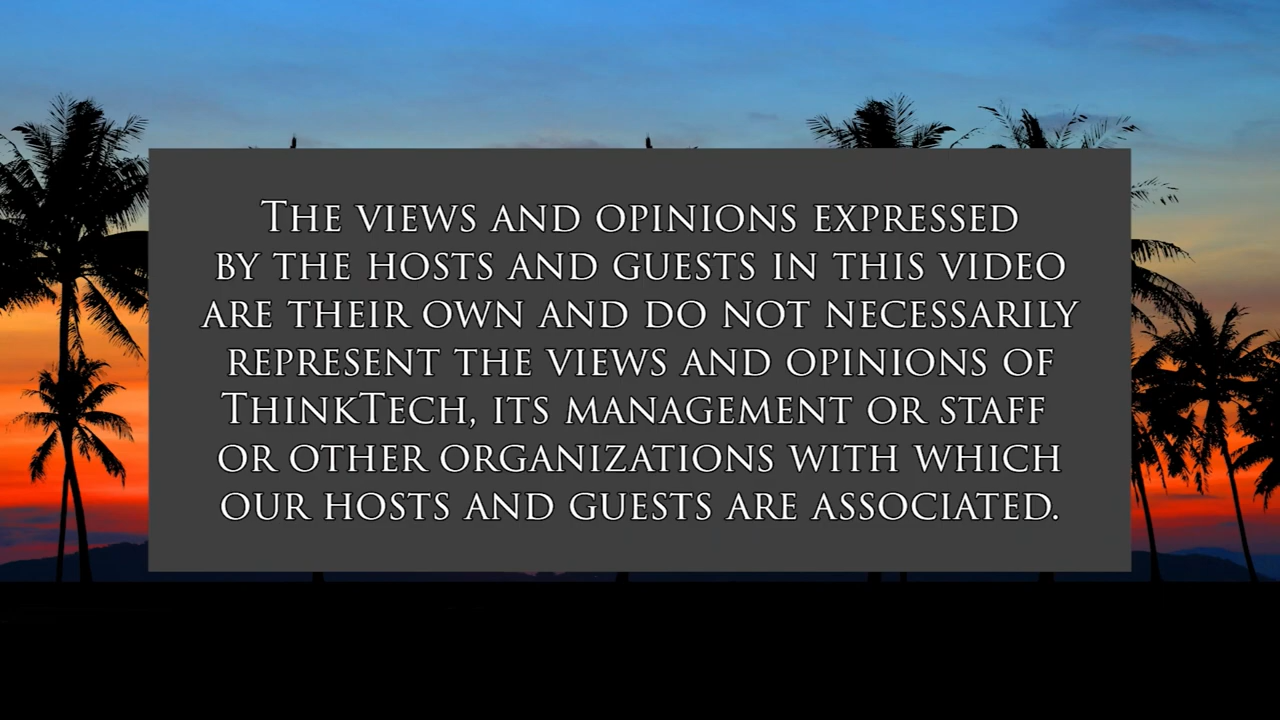 The views and opinions expressed
by the hosts and guests in this video
are their own and do not necessarily
represent the views and opinions of
ThinkTech, its management or staff
or other organizations with which
our hosts and guests are associated.